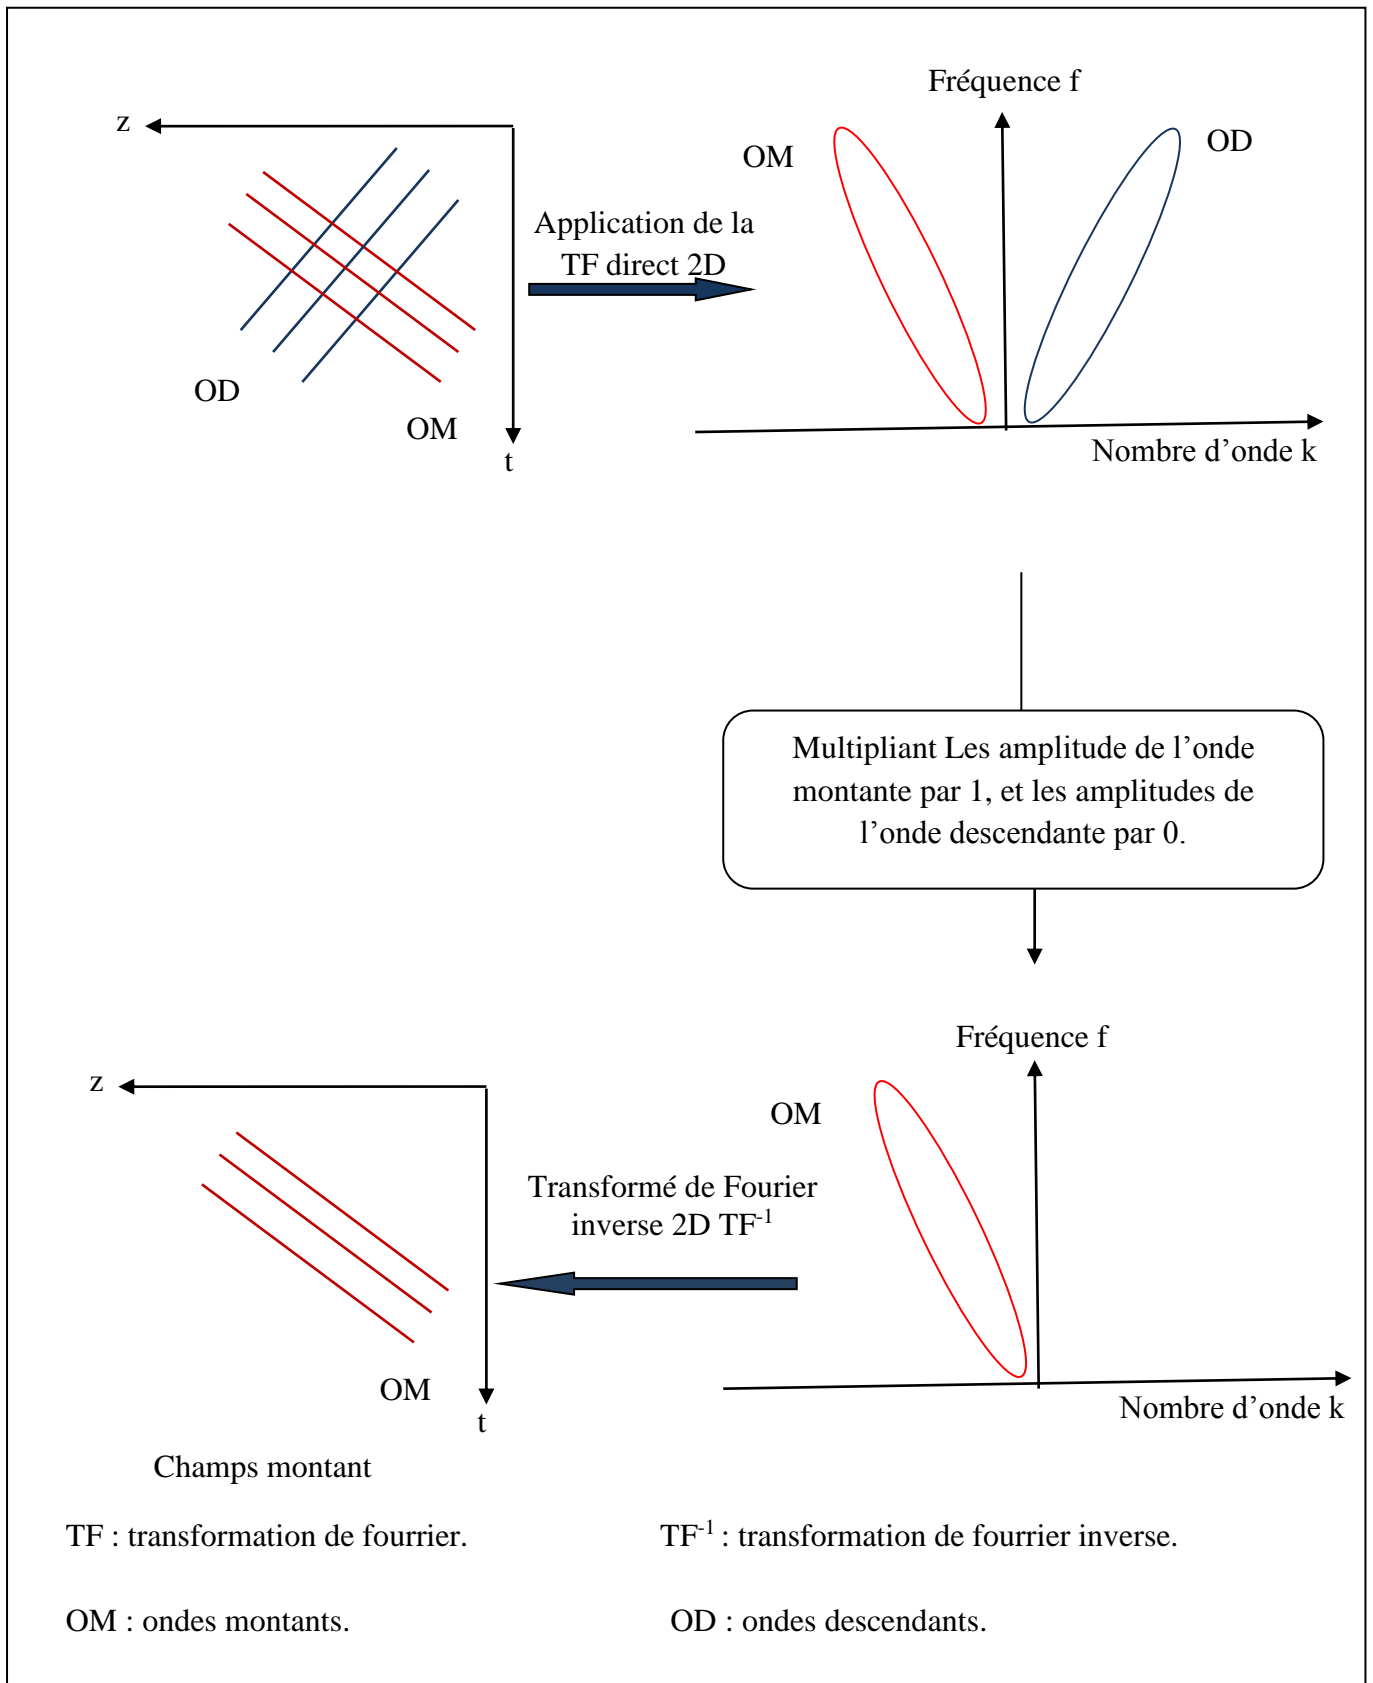 Fréquence f
z
OM
OD
Application de la
TF direct 2D
OD
OM
t
Nombre d’onde k
Multipliant Les amplitude de l’onde
montante par 1, et les amplitudes de
l’onde descendante par 0.
Fréquence f
z
OM
Transformé de Fourier
inverse 2D TF-1
OM
t
Nombre d’onde k
Champs montant
TF : transformation de fourrier.
TF-1 : transformation de fourrier inverse.
OM : ondes montants.
OD : ondes descendants.